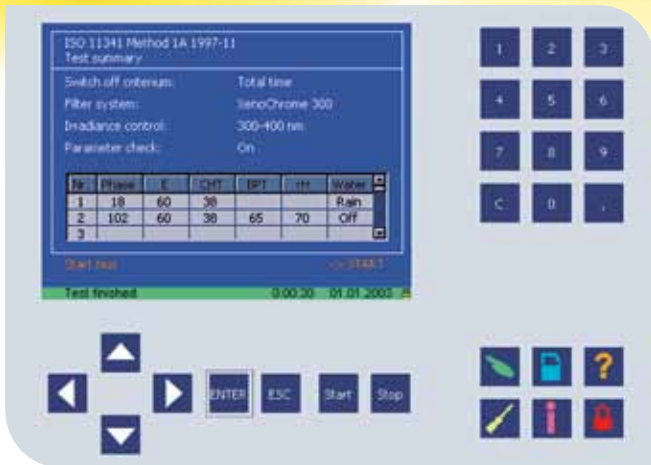 ISO 11341 Method 1A 1997-11
Test summary
Switch off criterium: Total time
Filter system: XenoChrome 300
Irradiance control: 300-400 nm
Parameter check: On
Nr Phase E CHT BPT rH Water
1 18 60 38 Rain
2 102 60 38 65 70 Off
3
Start test -> START
Test finished 0:00:20 01.01.2003
1 2 3
4 5 6
7 8 9
C 0 .
ENTER ESC Start Stop
?
i